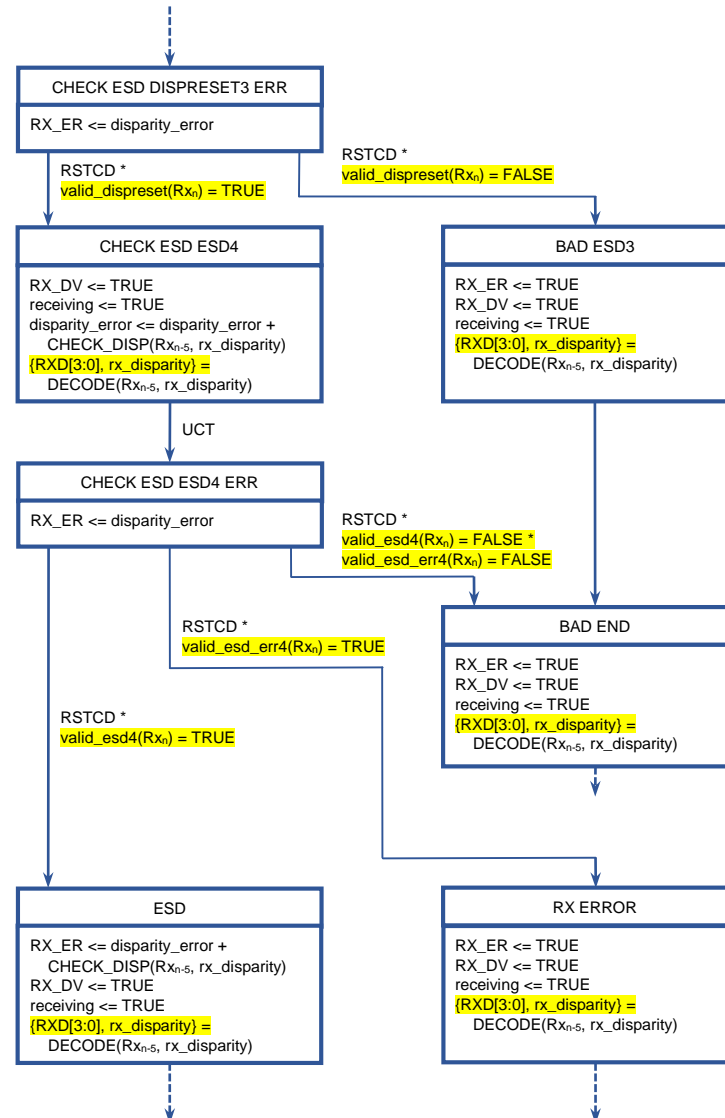 CHECK ESD DISPRESET3 ERR
RX_ER <= disparity_error
RSTCD *
valid_dispreset(Rxₙ) = TRUE
RSTCD *
valid_dispreset(Rxₙ) = FALSE
CHECK ESD ESD4
RX_DV <= TRUE
receiving <= TRUE
disparity_error <= disparity_error +
CHECK_DISP(Rxₙ₋₅, rx_disparity)
{RXD[3:0], rx_disparity} =
DECODE(Rxₙ₋₅, rx_disparity)
BAD ESD3
RX_ER <= TRUE
RX_DV <= TRUE
receiving <= TRUE
{RXD[3:0], rx_disparity} =
DECODE(Rxₙ₋₅, rx_disparity)
UCT
CHECK ESD ESD4 ERR
RX_ER <= disparity_error
RSTCD *
valid_esd4(Rxₙ) = FALSE *
valid_esd_err4(Rxₙ) = FALSE
RSTCD *
valid_esd_err4(Rxₙ) = TRUE
RSTCD *
valid_esd4(Rxₙ) = TRUE
BAD END
RX_ER <= TRUE
RX_DV <= TRUE
receiving <= TRUE
{RXD[3:0], rx_disparity} =
DECODE(Rxₙ₋₅, rx_disparity)
ESD
RX_ER <= disparity_error +
CHECK_DISP(Rxₙ₋₅, rx_disparity)
RX_DV <= TRUE
receiving <= TRUE
{RXD[3:0], rx_disparity} =
DECODE(Rxₙ₋₅, rx_disparity)
RX ERROR
RX_ER <= TRUE
RX_DV <= TRUE
receiving <= TRUE
{RXD[3:0], rx_disparity} =
DECODE(Rxₙ₋₅, rx_disparity)